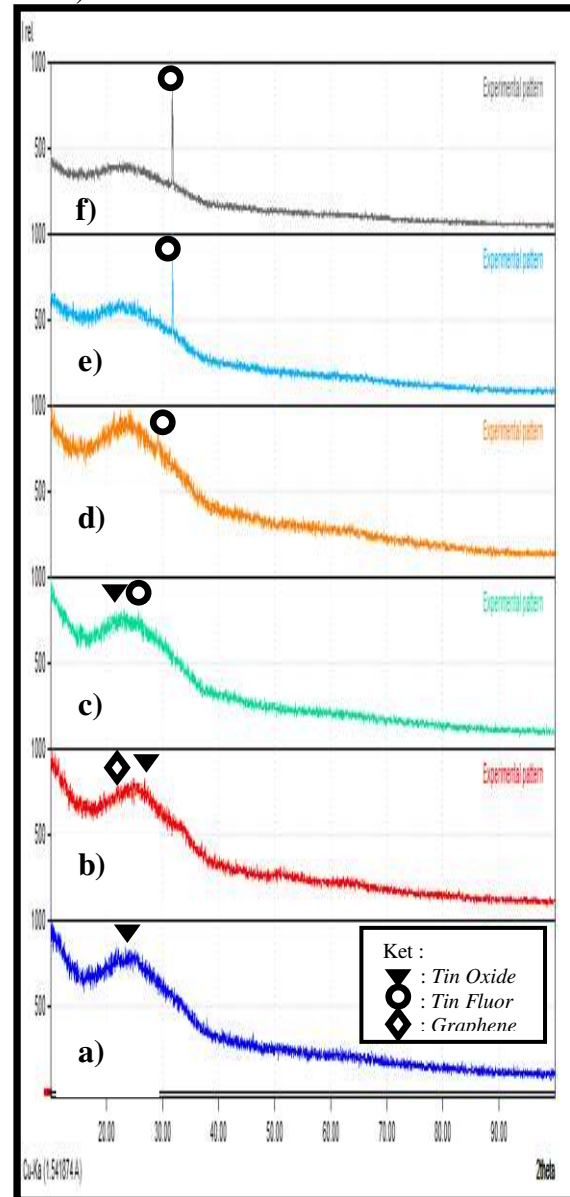 I rel.
1000
Experimental pattern
500
f)
1000
Experimental pattern
500
e)
1000
Experimental pattern
500
d)
1000
Experimental pattern
500
c)
1000
Experimental pattern
500
b)
1000
Ket :
: Tin Oxide
: Tin Fluor
: Graphene
500
a)
20.00 30.00 40.00 50.00 60.00 70.00 80.00 90.00
Cu-Ka (1.541874 A) 2theta